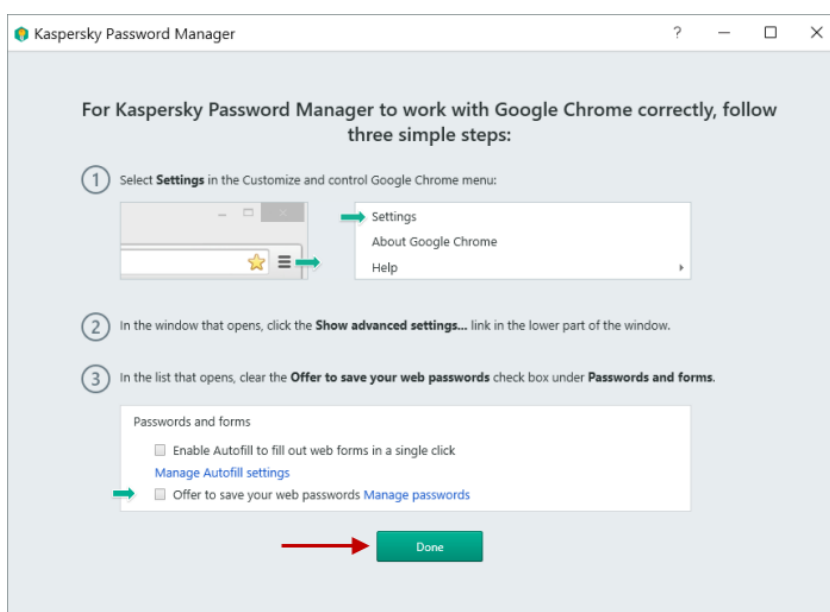 Kaspersky Password Manager
For Kaspersky Password Manager to work with Google Chrome correctly, follow
three simple steps:
1 Select Settings in the Customize and control Google Chrome menu:
Settings
About Google Chrome
Help
2 In the window that opens, click the Show advanced settings... link in the lower part of the window.
3 In the list that opens, clear the Offer to save your web passwords check box under Passwords and forms.
Passwords and forms
Enable Autofill to fill out web forms in a single click
Manage Autofill settings
Offer to save your web passwords Manage passwords
Done